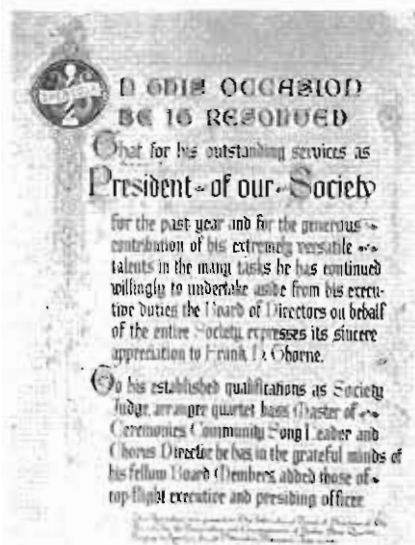 On this occasion
be it resolved
That for his outstanding services as
President of our Society
for the past year and for the generous
contribution of his extremely versatile
talents in the many tasks he has continued
willingly to undertake aside from his execu-
tive duties the Board of Directors on behalf
of the entire Society expresses its sincere
appreciation to Frank D. Thorne.
To his established qualifications as Society
Judge, arranger quartet bass Master of
Ceremonies Community Song Leader and
Chorus Director he has in the grateful minds of
his fellow Board Members added those of
top-flight executive and presiding officer